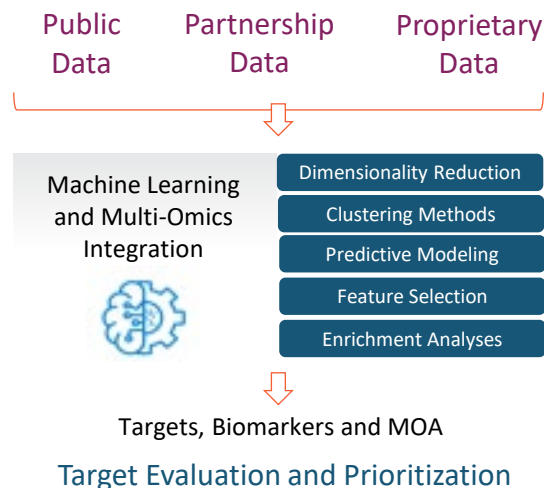 Public
Data
Partnership
Data
Proprietary
Data
Machine Learning
and Multi-Omics
Integration
Dimensionality Reduction
Clustering Methods
Predictive Modeling
Feature Selection
Enrichment Analyses
Targets, Biomarkers and MOA
Target Evaluation and Prioritization